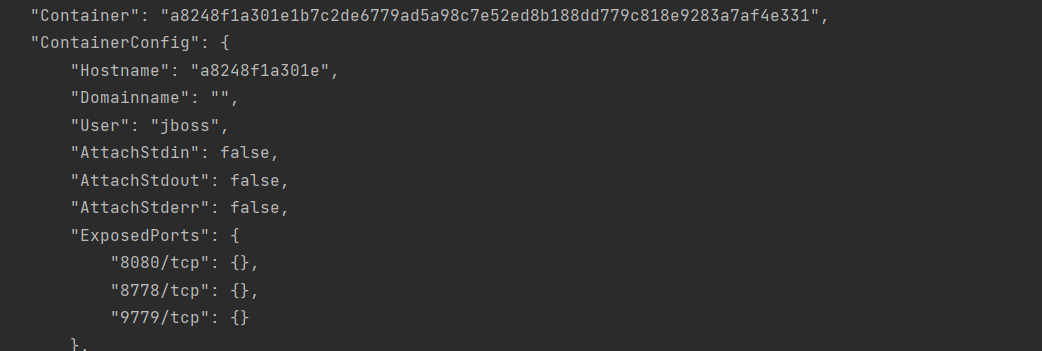 "Container": "a8248f1a301e1b7c2de6779ad5a98c7e52ed8b188dd779c818e9283a7af4e331",
"ContainerConfig": {
"Hostname": "a8248f1a301e",
"Domainname": "",
"User": "jboss",
"AttachStdin": false,
"AttachStdout": false,
"AttachStderr": false,
"ExposedPorts": {
"8080/tcp": {},
"8778/tcp": {},
"9779/tcp": {}
},